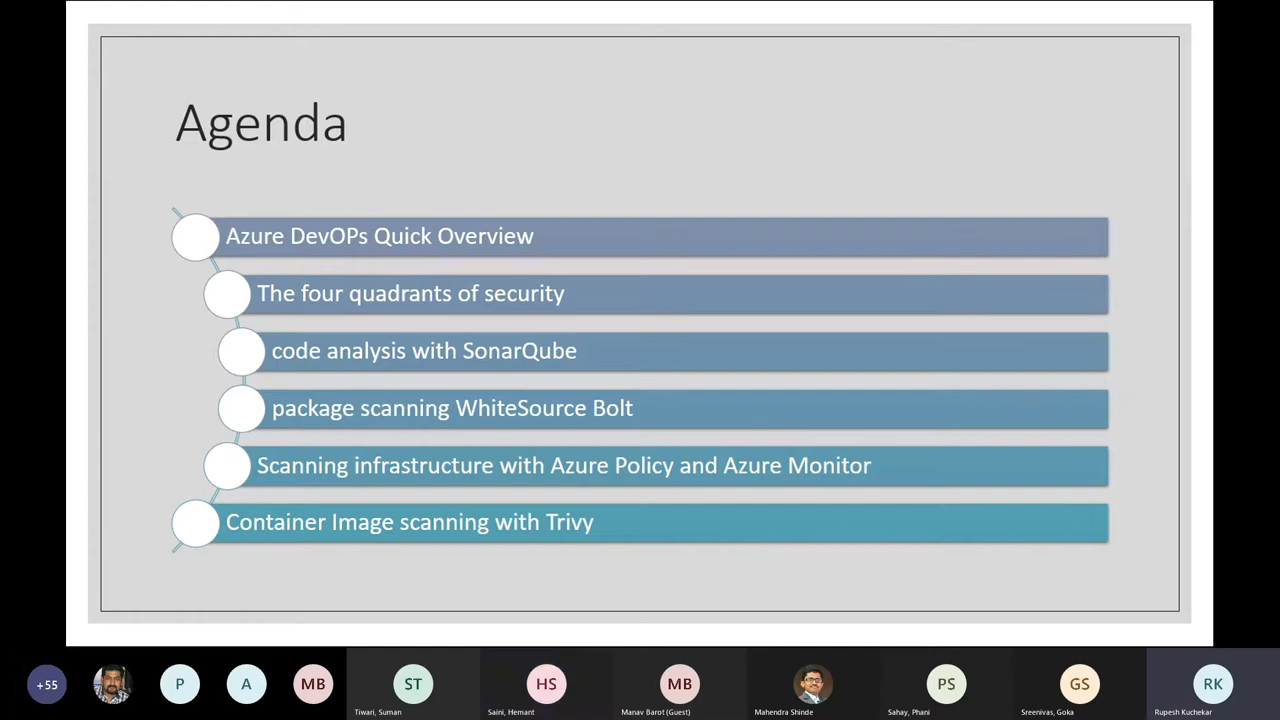 Agenda
Azure DevOPs Quick Overview
The four quadrants of security
code analysis with SonarQube
package scanning WhiteSource Bolt
Scanning infrastructure with Azure Policy and Azure Monitor
Container Image scanning with Trivy
+55
P
A
MB
ST
HS
MB
PS
GS
RK
Tiwari, Suman
Saini, Hemant
Manav Barot (Guest)
Mahendra Shinde
Sahay, Phani
Sreenivas, Goka
Rupesh Kuchekar